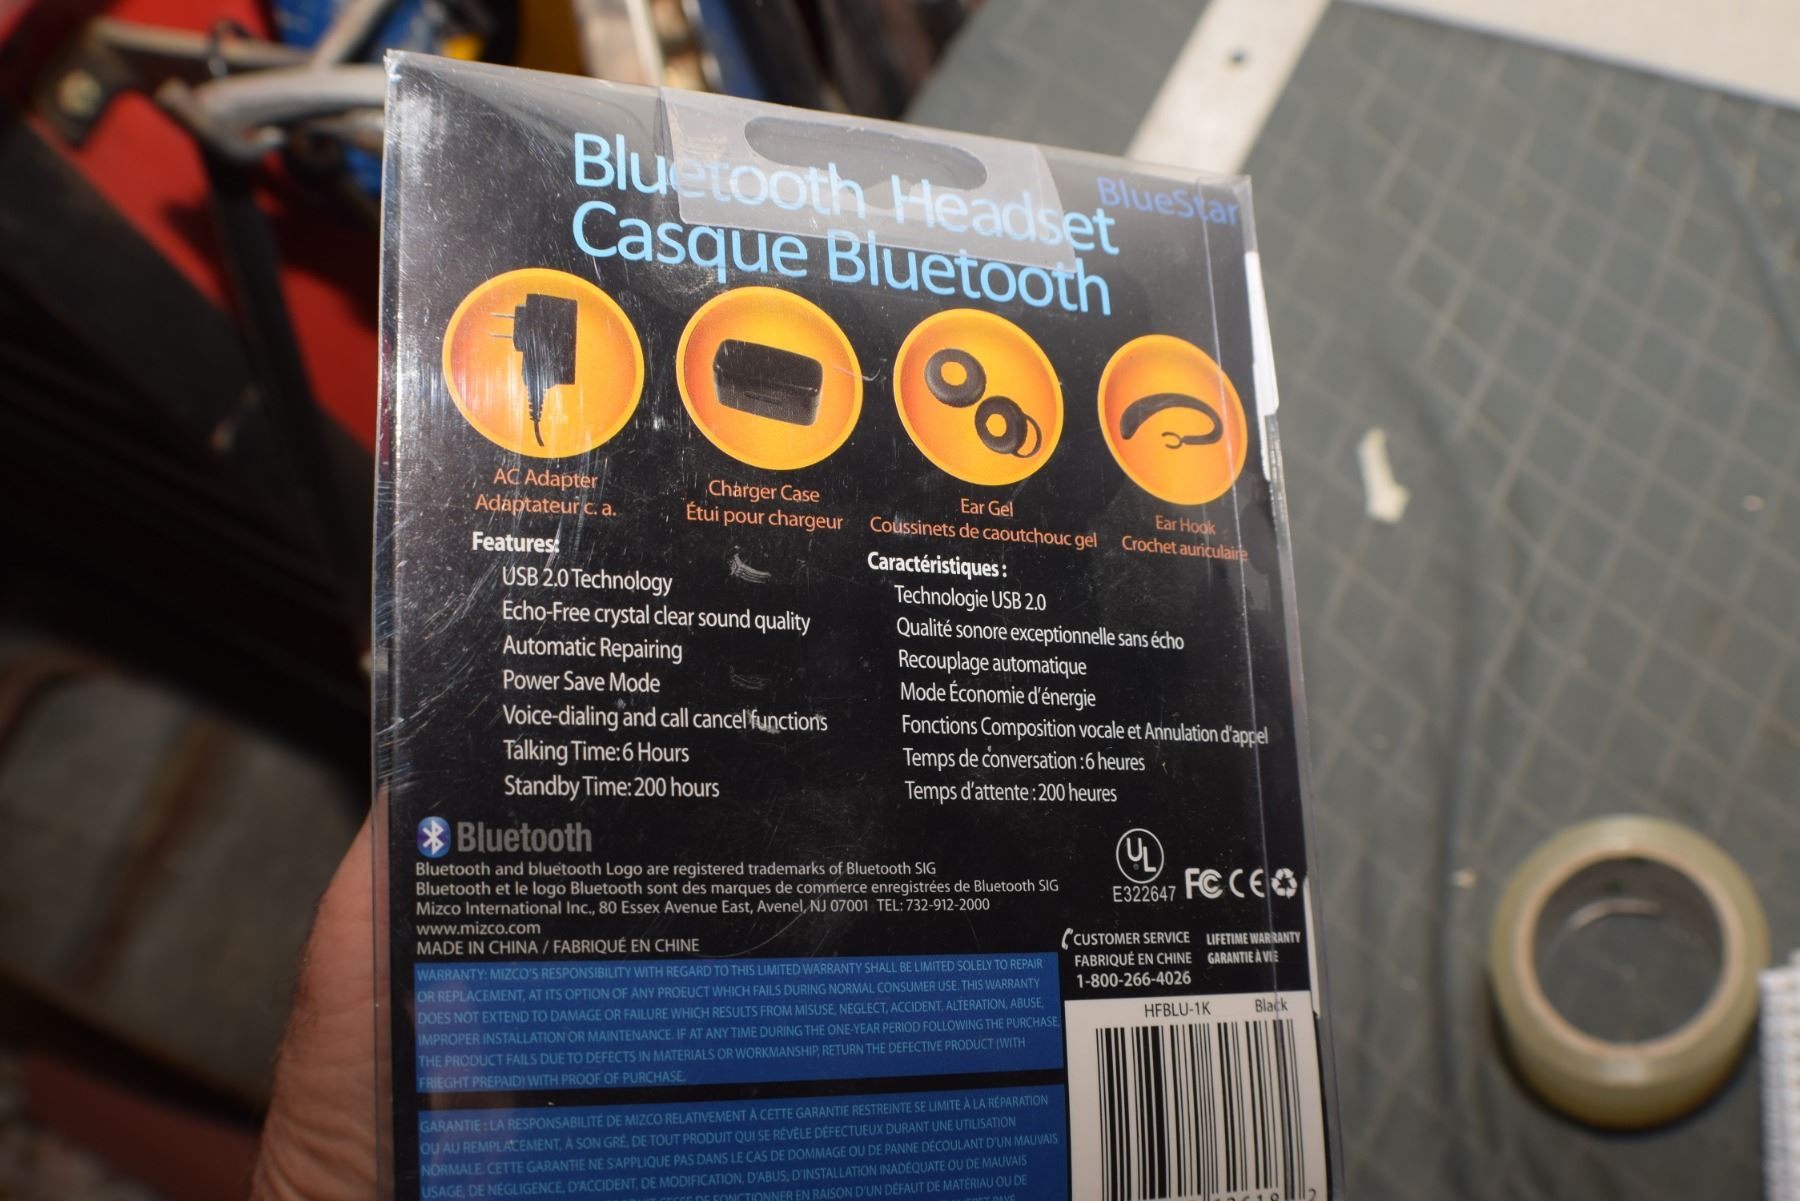 Bluetooth Headset
BlueStar
Casque Bluetooth
AC Adapter
Adaptateur c. a.
Charger Case
Étui pour chargeur
Ear Gel
Coussinets de caoutchouc gel
Ear Hook
Crochet auriculaire
Features:
USB 2.0 Technology
Echo-Free crystal clear sound quality
Automatic Repairing
Power Save Mode
Voice-dialing and call cancel functions
Talking Time: 6 Hours
Standby Time: 200 hours
Caractéristiques :
Technologie USB 2.0
Qualité sonore exceptionnelle sans écho
Recouplage automatique
Mode Économie d'énergie
Fonctions Composition vocale et Annulation d'appel
Temps de conversation : 6 heures
Temps d'attente : 200 heures
Bluetooth
Bluetooth and bluetooth Logo are registered trademarks of Bluetooth SIG
Bluetooth et le logo Bluetooth sont des marques de commerce enregistrées de Bluetooth SIG
Mizco International Inc., 80 Essex Avenue East, Avenel, NJ 07001 TEL: 732-912-2000
www.mizco.com
MADE IN CHINA / FABRIQUÉ EN CHINE
UL
E322647
FC CE
CUSTOMER SERVICE
FABRIQUÉ EN CHINE
1-800-266-4026
LIFETIME WARRANTY
GARANTIE À VIE
WARRANTY: MIZCO'S RESPONSIBILITY WITH REGARD TO THIS LIMITED WARRANTY SHALL BE LIMITED SOLELY TO REPAIR
OR REPLACEMENT, AT ITS OPTION OF ANY PROEUCT WHICH FAILS DURING NORMAL CONSUMER USE. THIS WARRANTY
DOES NOT EXTEND TO DAMAGE OR FAILURE WHICH RESULTS FROM MISUSE, NEGLECT, ACCIDENT, ALTERATION, ABUSE,
IMPROPER INSTALLATION OR MAINTENANCE. IF AT ANY TIME DURING THE ONE-YEAR PERIOD FOLLOWING THE PURCHASE,
THE PRODUCT FAILS DUE TO DEFECTS IN MATERIALS OR WORKMANSHIP, RETURN THE DEFECTIVE PRODUCT (WITH
FRIEGHT PREPAID) WITH PROOF OF PURCHASE.
HFBLU-1K Black
GARANTIE : LA RESPONSABILITÉ DE MIZCO RELATIVEMENT À CETTE GARANTIE RESTREINTE SE LIMITE À LA RÉPARATION
OU AU REMPLACEMENT, À SON GRÉ, DE TOUT PRODUIT QUI SE RÉVÈLE DÉFECTUEUX DURANT UNE UTILISATION
NORMALE. CETTE GARANTIE NE S'APPLIQUE PAS DANS LE CAS DE DOMMAGE OU DE PANNE DÉCOULANT D'UN MAUVAIS
USAGE, DE NÉGLIGENCE, D'ACCIDENT, DE MODIFICATION, D'ABUS, D'INSTALLATION INADÉQUATE OU DE MAUVAIS
DE FONCTIONNER EN RAISON D'UN DÉFAUT DE MATÉRIAU OU DE